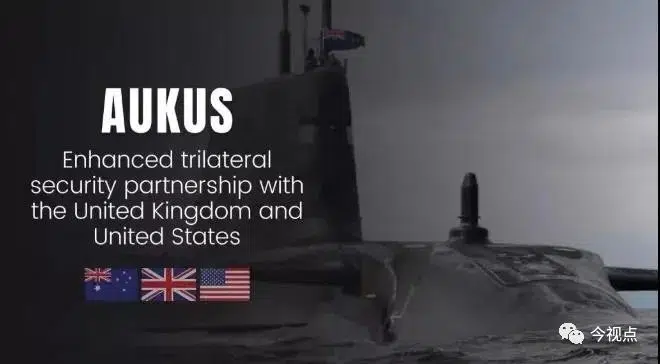 AUKUS
Enhanced trilateral
security partnership with
the United Kingdom and
United States
今视点